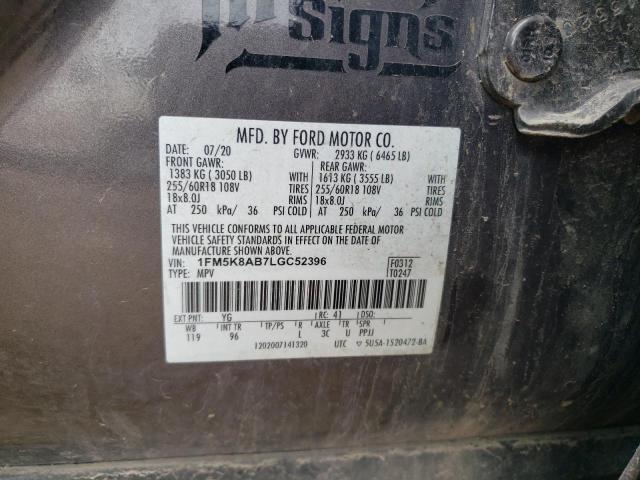 Signs
MFD. BY FORD MOTOR CO.
DATE: 07/20 GVWR: 2933 KG ( 6465 LB)
FRONT GAWR: REAR GAWR:
1383 KG ( 3050 LB) WITH 1613 KG ( 3555 LB) WITH
255/60R18 108V TIRES 255/60R18 108V TIRES
18x8.0J RIMS 18x8.0J RIMS
AT 250 kPa/ 36 PSI COLD AT 250 kPa/ 36 PSI COLD
THIS VEHICLE CONFORMS TO ALL APPLICABLE FEDERAL MOTOR
VEHICLE SAFETY AND BUMPER STANDARDS IN EFFECT ON THE DATE OF
MANUFACTURE SHOWN ABOVE.
VIN: 1FM5K8AB7LGC52396 F0312
TYPE: MPV T0247
EXT PNT: YG RC: 41 DSO:
WB INT TR TP/PS R AXLE TR SPR
119 96 L 3C U PPJJ
1202007141320 UTC 5U5A-1520472-BA